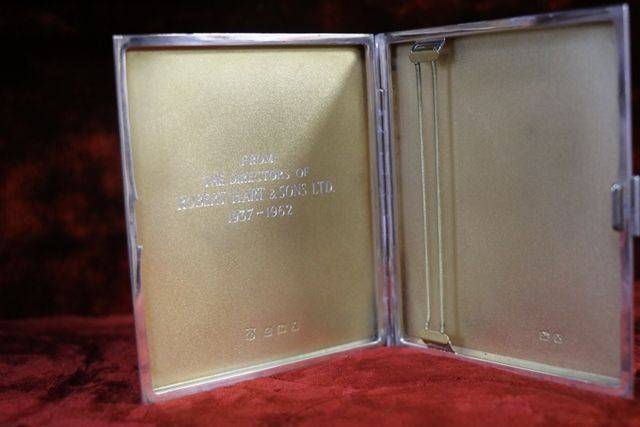 FROM
THE DIRECTORS OF
ROBERT HART & SONS LTD.
1937-1962